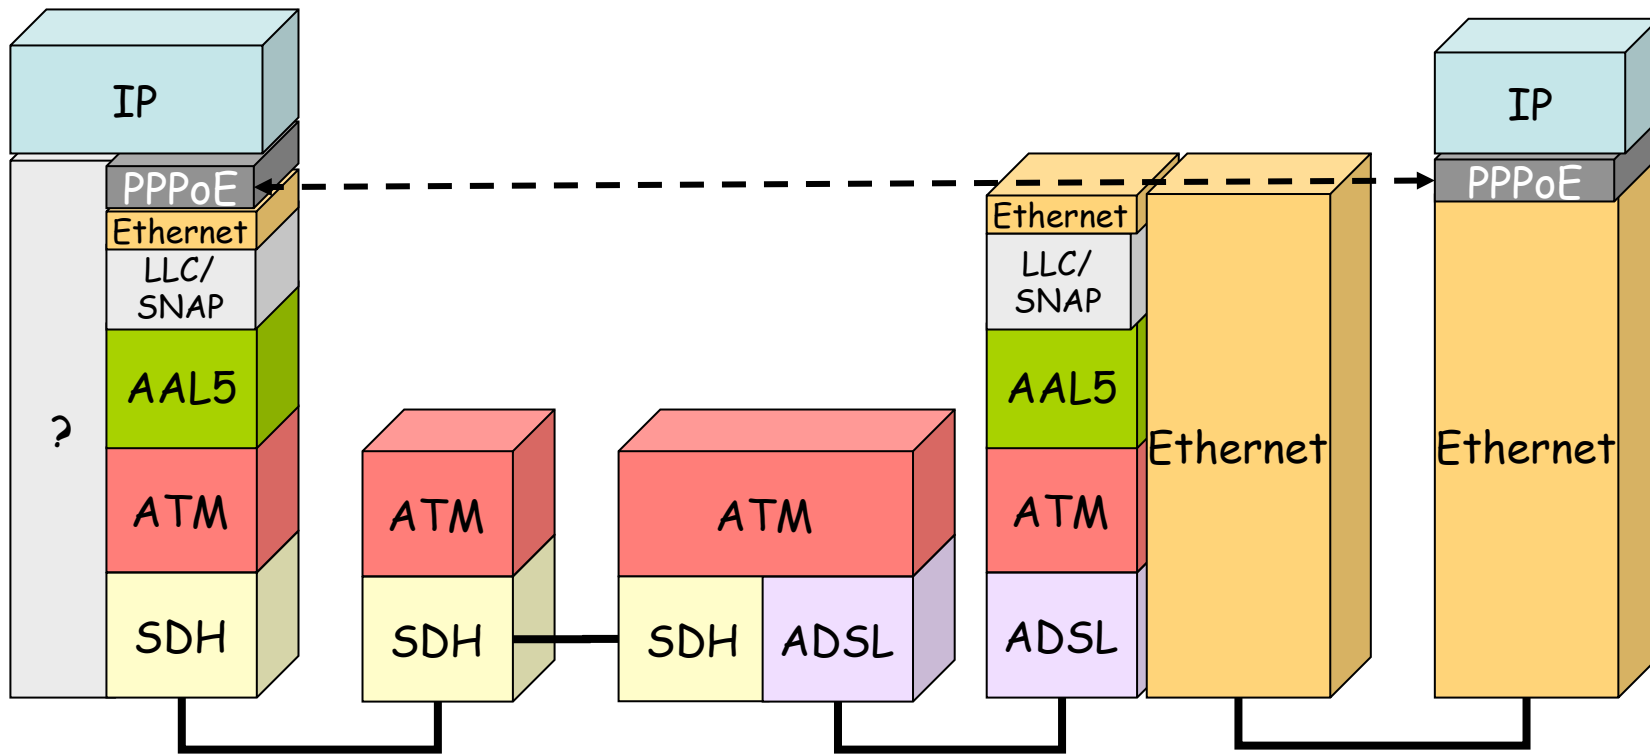 IP
PPPoE
Ethernet
LLC/
SNAP
AAL5
?
ATM
SDH
ATM
SDH
ATM
SDH
ADSL
Ethernet
LLC/
SNAP
AAL5
ATM
ADSL
Ethernet
IP
PPPoE
Ethernet